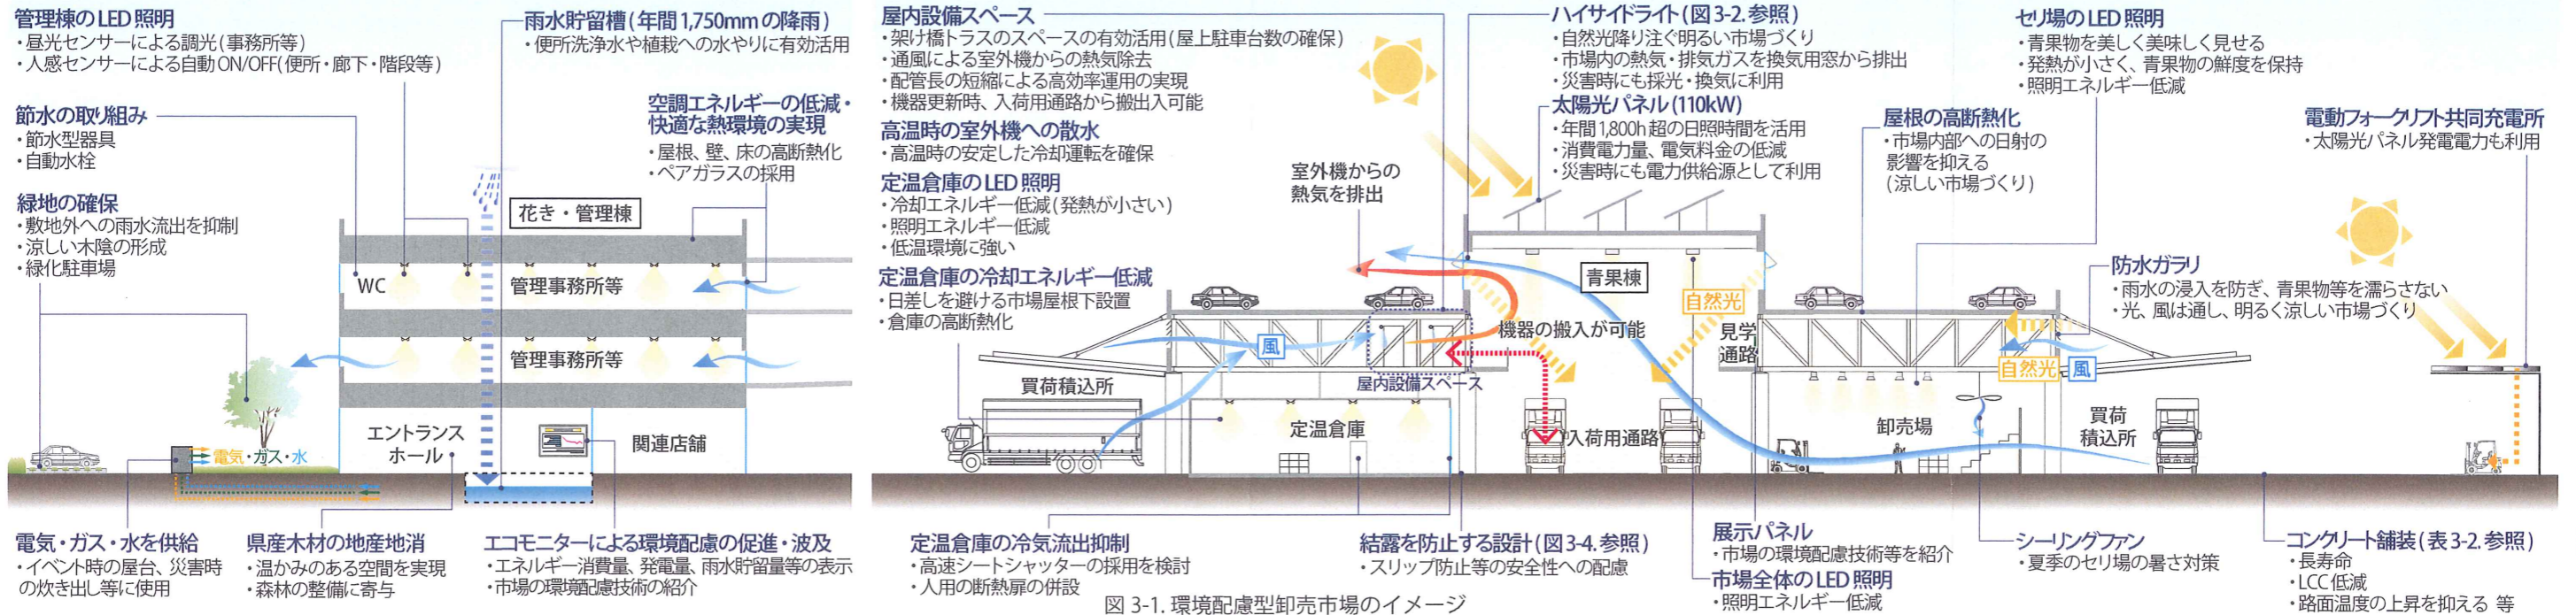 管理棟のLED照明
・昼光センサーによる調光(事務所等)
・人感センサーによる自動ON/OFF(便所・廊下・階段等)
節水の取り組み
・節水型器具
・自動水栓
緑地の確保
・敷地外への雨水流出を抑制
・涼しい木陰の形成
・緑化駐車場
雨水貯留槽(年間1,750mmの降雨)
・便所洗浄水や植栽への水やりに有効活用
空調エネルギーの低減・
快適な熱環境の実現
・屋根、壁、床の高断熱化
・ペアガラスの採用
花き・管理棟
WC
管理事務所等
管理事務所等
エントランス
ホール
関連店舗
電気・ガス・水
電気・ガス・水を供給
・イベント時の屋台、災害時
の炊き出し等に使用
県産木材の地産地消
・温かみのある空間を実現
・森林の整備に寄与
エコモニターによる環境配慮の促進・波及
・エネルギー消費量、発電量、雨水貯留量等の表示
・市場の環境配慮技術の紹介
屋内設備スペース
・架け橋トラスのスペースの有効活用(屋上駐車台数の確保)
・通風による室外機からの熱気除去
・配管長の短縮による高効率運用の実現
・機器更新時、入荷用通路から搬出入可能
高温時の室外機への散水
・高温時の安定した冷却運転を確保
定温倉庫のLED照明
・冷却エネルギー低減(発熱が小さい)
・照明エネルギー低減
・低温環境に強い
定温倉庫の冷却エネルギー低減
・日差しを避ける市場屋根下設置
・倉庫の高断熱化
室外機からの
熱気を排出
ハイサイドライト(図3-2.参照)
・自然光降り注ぐ明るい市場づくり
・市場内の熱気・排気ガスを換気用窓から排出
・災害時にも採光・換気に利用
太陽光パネル(110kW)
・年間1,800h超の日照時間を活用
・消費電力量、電気料金の低減
・災害時にも電力供給源として利用
セリ場のLED照明
・青果物を美しく美味しく見せる
・発熱が小さく、青果物の鮮度を保持
・照明エネルギー低減
屋根の高断熱化
・市場内部への日射の
影響を抑える
(涼しい市場づくり)
電動フォークリフト共同充電所
・太陽光パネル発電電力も利用
防水ガラリ
・雨水の浸入を防ぎ、青果物等を濡らさない
・光、風は通し、明るく涼しい市場づくり
青果棟
自然光
機器の搬入が可能
見学
通路
風
屋内設備スペース
自然光
風
買荷積込所
定温倉庫
入荷用通路
卸売場
買荷
積込所
定温倉庫の冷気流出抑制
・高速シートシャッターの採用を検討
・人用の断熱扉の併設
結露を防止する設計(図3-4.参照)
・スリップ防止等の安全性への配慮
展示パネル
・市場の環境配慮技術等を紹介
市場全体のLED照明
・照明エネルギー低減
シーリングファン
・夏季のセリ場の暑さ対策
コンクリート舗装(表3-2.参照)
・長寿命
・LCC低減
・路面温度の上昇を抑える 等
図3-1.環境配慮型卸売市場のイメージ